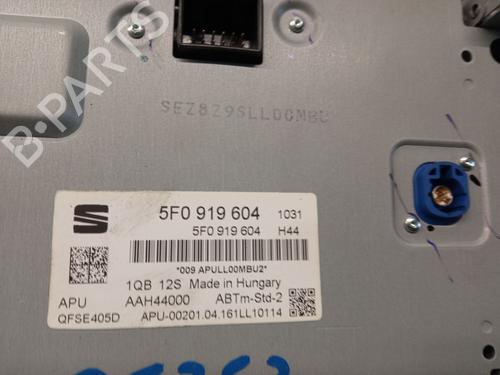 B-PARTS
SEZ8Z9SLL00MBU
5F0 919 604 1031
5F0 919 604 H44
*009 APULL00MBU2*
1QB 12S Made in Hungary
APU AAH44000 ABTm-Std-2
QFSE405D APU-00201.04.161LL10114